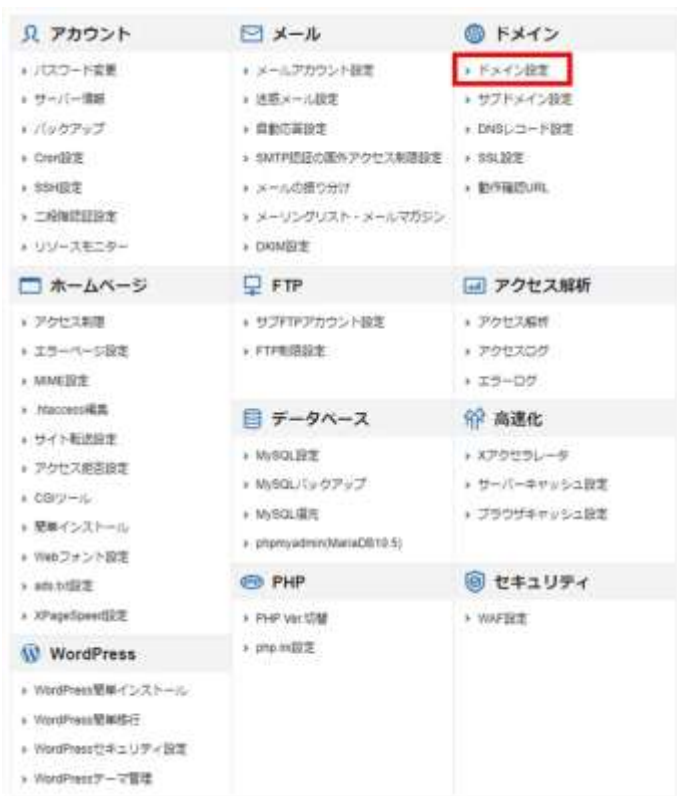 アカウント
パスワード変更
サーバー情報
バックアップ
Cron設定
SSH設定
二段階認証設定
リソースモニター
メール
メールアカウント設定
迷惑メール設定
自動応答設定
SMTP認証の国外アクセス制限設定
メールの振り分け
メーリングリスト・メールマガジン
DKIM設定
ドメイン
ドメイン設定
サブドメイン設定
DNSレコード設定
SSL設定
動作確認URL
ホームページ
アクセス制限
エラーページ設定
MIME設定
.htaccess編集
サイト転送設定
アクセス拒否設定
CGIツール
簡単インストール
Webフォント設定
ads.txt設定
XPageSpeed設定
FTP
サブFTPアカウント設定
FTP制限設定
アクセス解析
アクセス解析
アクセスログ
エラーログ
データベース
MySQL設定
MySQLバックアップ
MySQL復元
phpmyadmin(MariaDB10.5)
高速化
Xアクセラレータ
サーバーキャッシュ設定
ブラウザキャッシュ設定
PHP
PHP Ver.切替
php.ini設定
セキュリティ
WAF設定
WordPress
WordPress簡単インストール
WordPress簡単移行
WordPressセキュリティ設定
WordPressテーマ管理